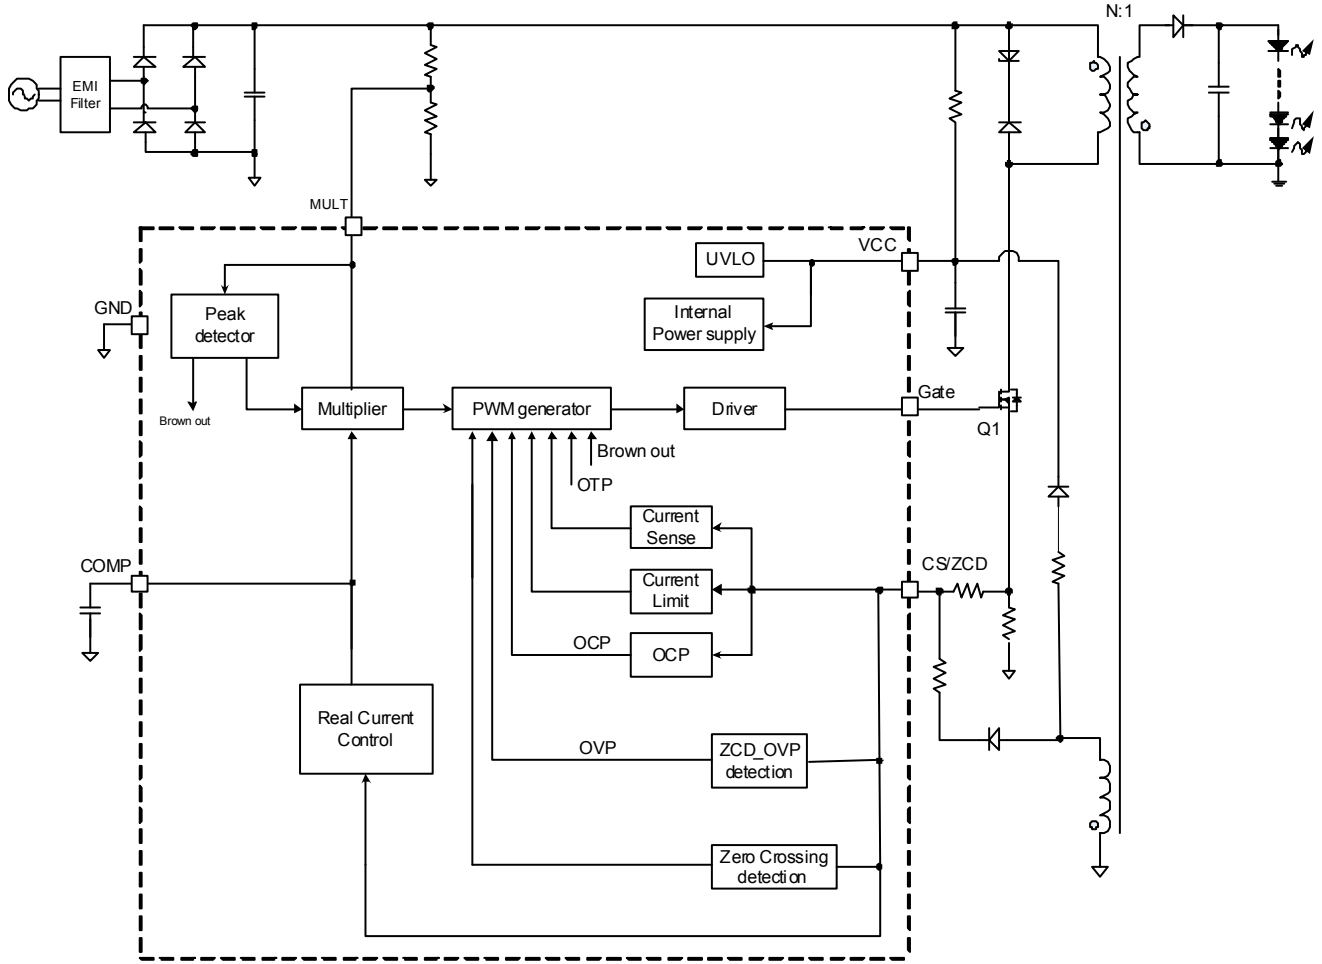 N:1
EMI
Filter
MULT
VCC
UVLO
GND
Peak
detector
Internal
Power supply
Brown out
Multiplier
PWM generator
Driver
Gate
Q1
Brown out
OTP
Current
Sense
COMP
CS/ZCD
Current
Limit
OCP
OCP
Real Current
Control
OVP
ZCD_OVP
detection
Zero Crossing
detection